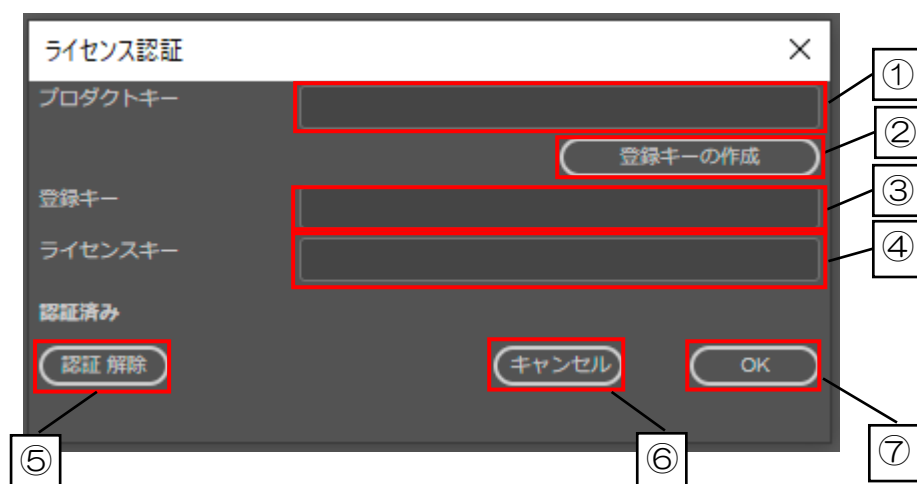 ライセンス認証
①
プロダクトキー
②
登録キーの作成
③
登録キー
④
ライセンスキー
認証済み
認証 解除
キャンセル
OK
⑤
⑥
⑦